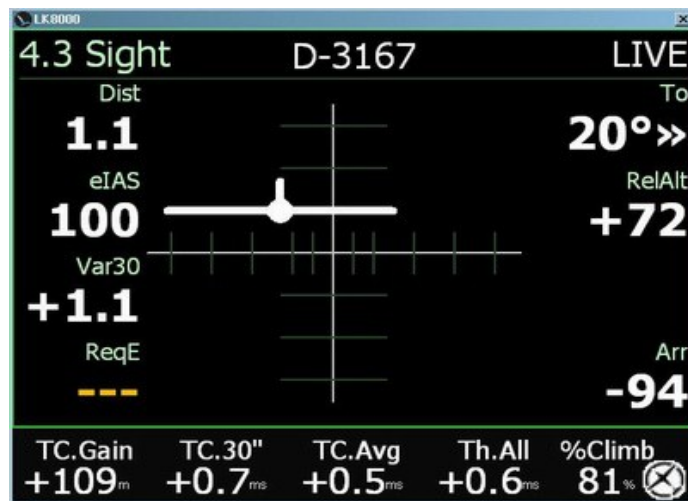 LK8000
4.3 Sight D-3167 LIVE
Dist To
1.1 20°»
eIAS RelAlt
100 +72
Var30
+1.1
ReqE Arr
--- -94
TC.Gain TC.30" TC.Avg Th.All %Climb
+109m +0.7ms +0.5ms +0.6ms 81%